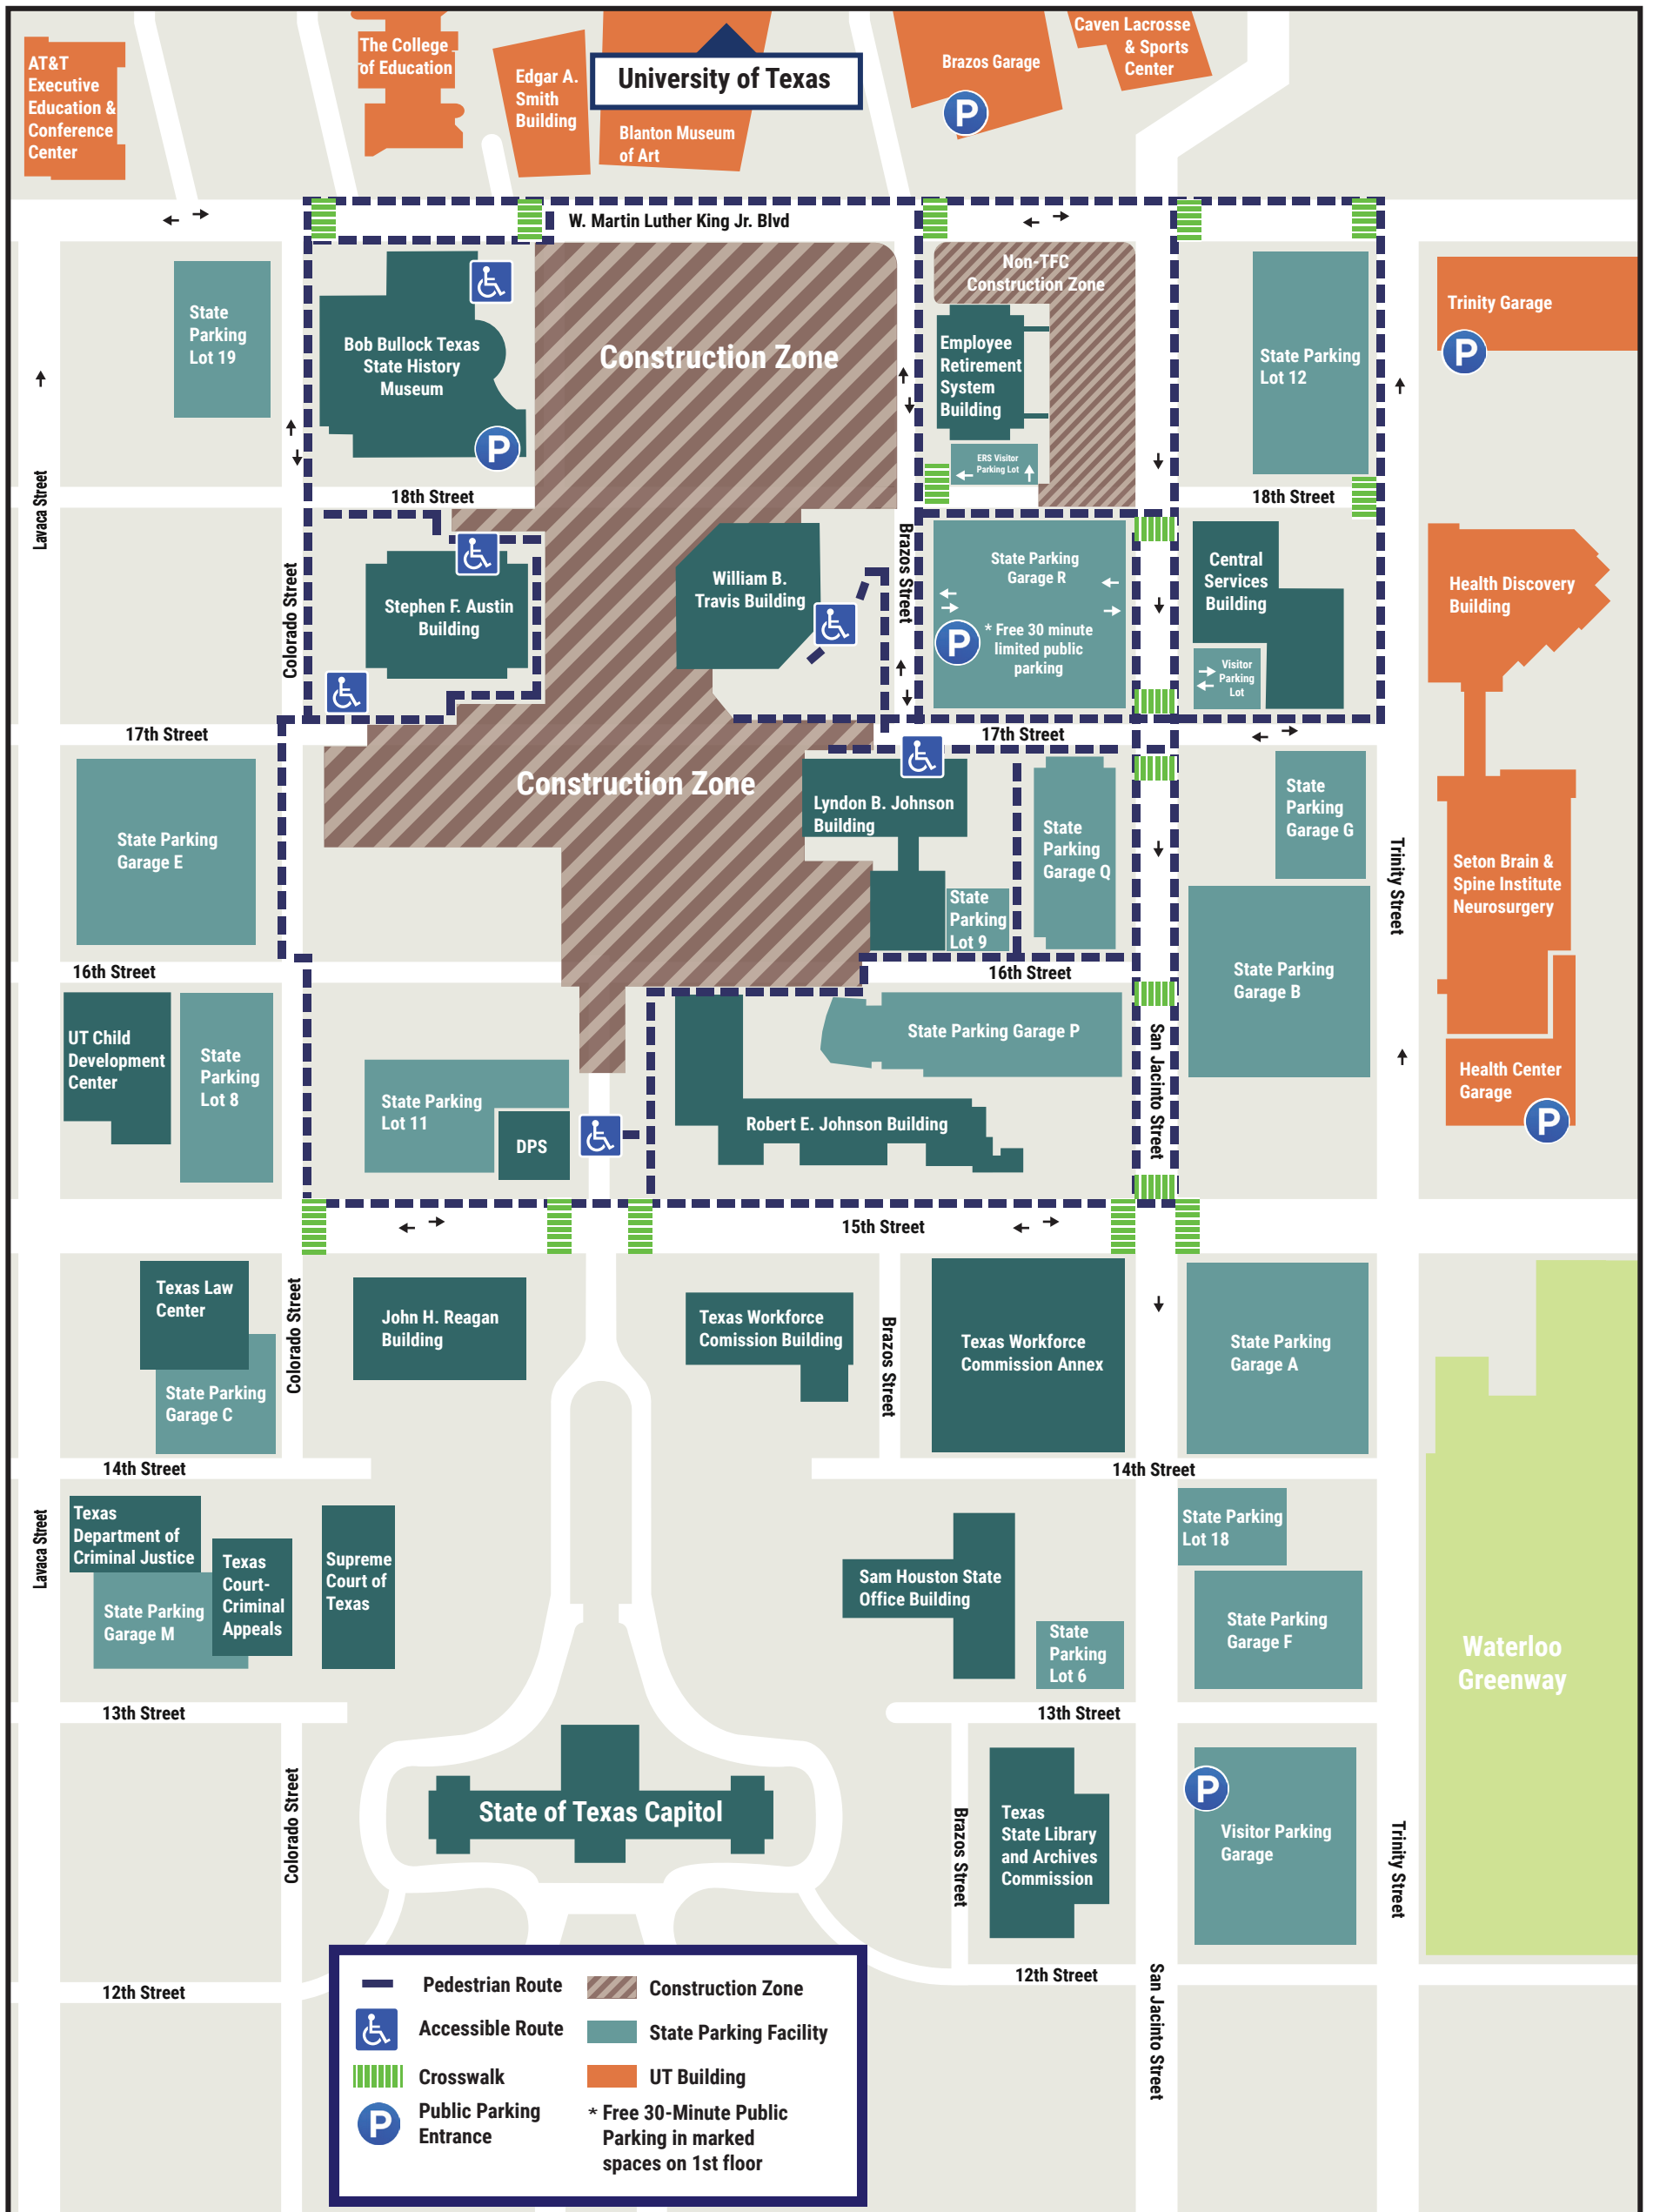 AT&T
Executive
Education &
Conference
Center
The College
of Education
Edgar A.
Smith
Building
University of Texas
Blanton Museum
of Art
Brazos Garage
P
Caven Lacrosse
& Sports
Center
W. Martin Luther King Jr. Blvd
State
Parking
Lot 19
Bob Bullock Texas
State History
Museum
P
Construction Zone
Non-TFC
Construction Zone
Employee
Retirement
System
Building
ERS Visitor
Parking Lot
State Parking
Lot 12
Trinity Garage
P
Lavaca Street
18th Street
18th Street
Colorado Street
Stephen F. Austin
Building
William B.
Travis Building
Brazos Street
State Parking
Garage R
P
* Free 30 minute
limited public
parking
Central
Services
Building
Visitor
Parking
Lot
Health Discovery
Building
17th Street
17th Street
State Parking
Garage E
Construction Zone
Lyndon B. Johnson
Building
State
Parking
Lot 9
State
Parking
Garage Q
State
Parking
Garage G
Trinity Street
Seton Brain &
Spine Institute
Neurosurgery
State Parking
Garage B
16th Street
16th Street
UT Child
Development
Center
State
Parking
Lot 8
State Parking
Lot 11
DPS
State Parking Garage P
Robert E. Johnson Building
San Jacinto Street
Health Center
Garage
P
15th Street
Texas Law
Center
State Parking
Garage C
Colorado Street
John H. Reagan
Building
Texas Workforce
Comission Building
Brazos Street
Texas Workforce
Commission Annex
State Parking
Garage A
14th Street
14th Street
Lavaca Street
Texas
Department of
Criminal Justice
State Parking
Garage M
Texas
Court-
Criminal
Appeals
Supreme
Court of
Texas
Sam Houston State
Office Building
State
Parking
Lot 6
State Parking
Lot 18
State Parking
Garage F
Waterloo
Greenway
13th Street
13th Street
Colorado Street
State of Texas Capitol
Brazos Street
Texas
State Library
and Archives
Commission
P
Visitor Parking
Garage
Trinity Street
12th Street
12th Street
San Jacinto Street
Pedestrian Route
Accessible Route
Crosswalk
P
Public Parking
Entrance
Construction Zone
State Parking Facility
UT Building
* Free 30-Minute Public
Parking in marked
spaces on 1st floor